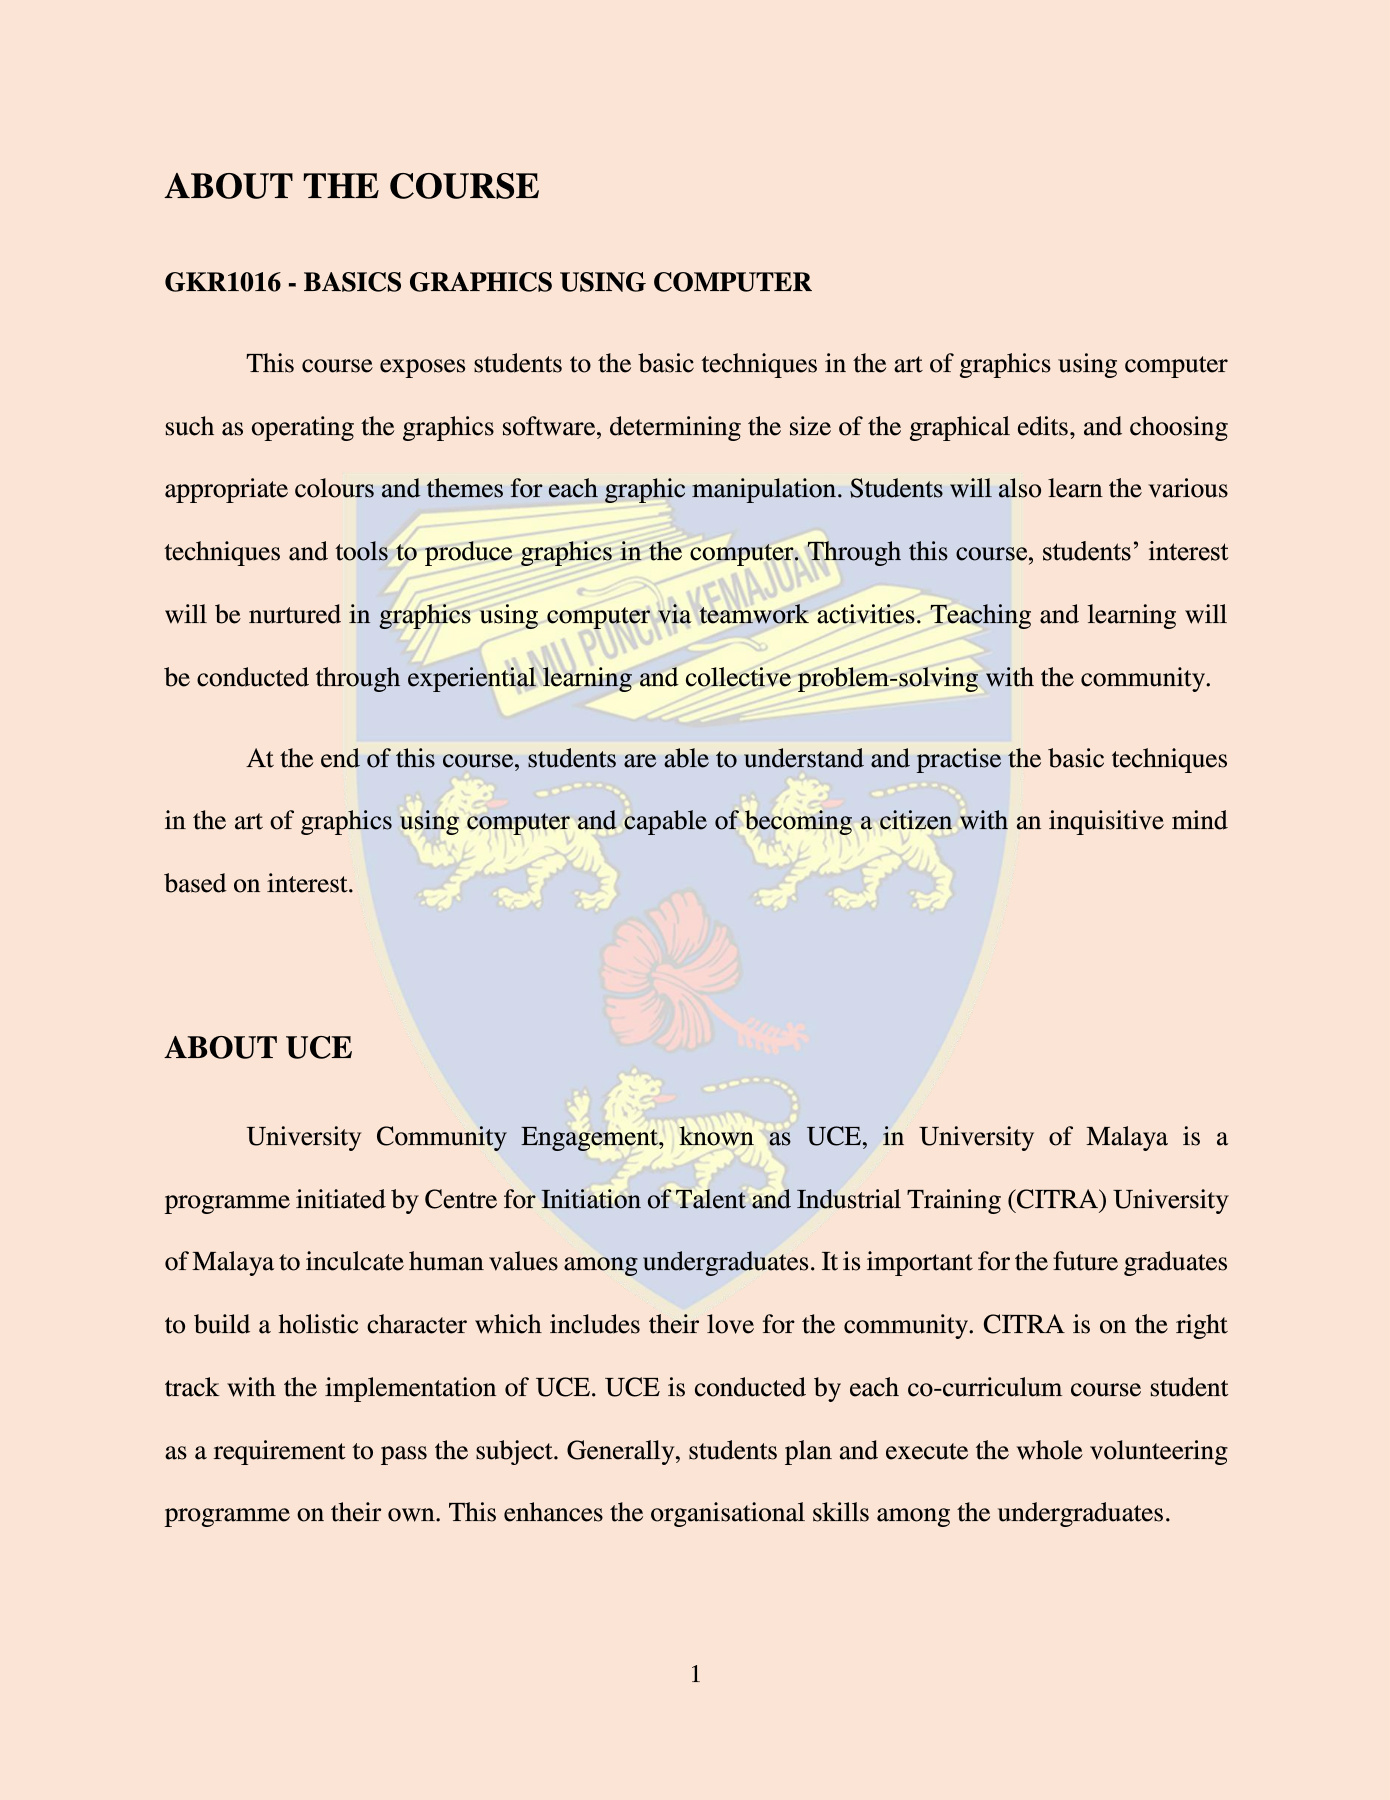 ABOUT THE COURSE
GKR1016 - BASICS GRAPHICS USING COMPUTER
This course exposes students to the basic techniques in the art of graphics using computer
such as operating the graphics software, determining the size of the graphical edits, and choosing
appropriate colours and themes for each graphic manipulation. Students will also learn the various
techniques and tools to produce graphics in the computer. Through this course, students’ interest
will be nurtured in graphics using computer via teamwork activities. Teaching and learning will
be conducted through experiential learning and collective problem-solving with the community.
ILMU PUNCHA KEMAJUAN
At the end of this course, students are able to understand and practise the basic techniques
in the art of graphics using computer and capable of becoming a citizen with an inquisitive mind
based on interest.
ABOUT UCE
University Community Engagement, known as UCE, in University of Malaya is a
programme initiated by Centre for Initiation of Talent and Industrial Training (CITRA) University
of Malaya to inculcate human values among undergraduates. It is important for the future graduates
to build a holistic character which includes their love for the community. CITRA is on the right
track with the implementation of UCE. UCE is conducted by each co-curriculum course student
as a requirement to pass the subject. Generally, students plan and execute the whole volunteering
programme on their own. This enhances the organisational skills among the undergraduates.
1